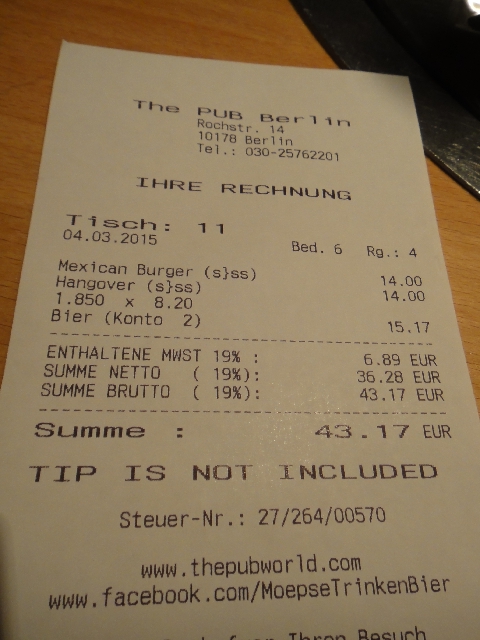 The PUB Berlin
Rochstr. 14
10178 Berlin
Tel.: 030-25762201
IHRE RECHNUNG
Tisch: 11
04.03.2015 Bed. 6 Rg.: 4
Mexican Burger (s}ss) 14.00
Hangover (s}ss) 14.00
1.850 x 8.20
Bier (Konto 2) 15.17
ENTHALTENE MWST 19% : 6.89 EUR
SUMME NETTO ( 19%): 36.28 EUR
SUMME BRUTTO ( 19%): 43.17 EUR
Summe : 43.17 EUR
TIP IS NOT INCLUDED
Steuer-Nr.: 27/264/00570
www.thepubworld.com
www.facebook.com/MoepseTrinkenBier
Ihren Besuch